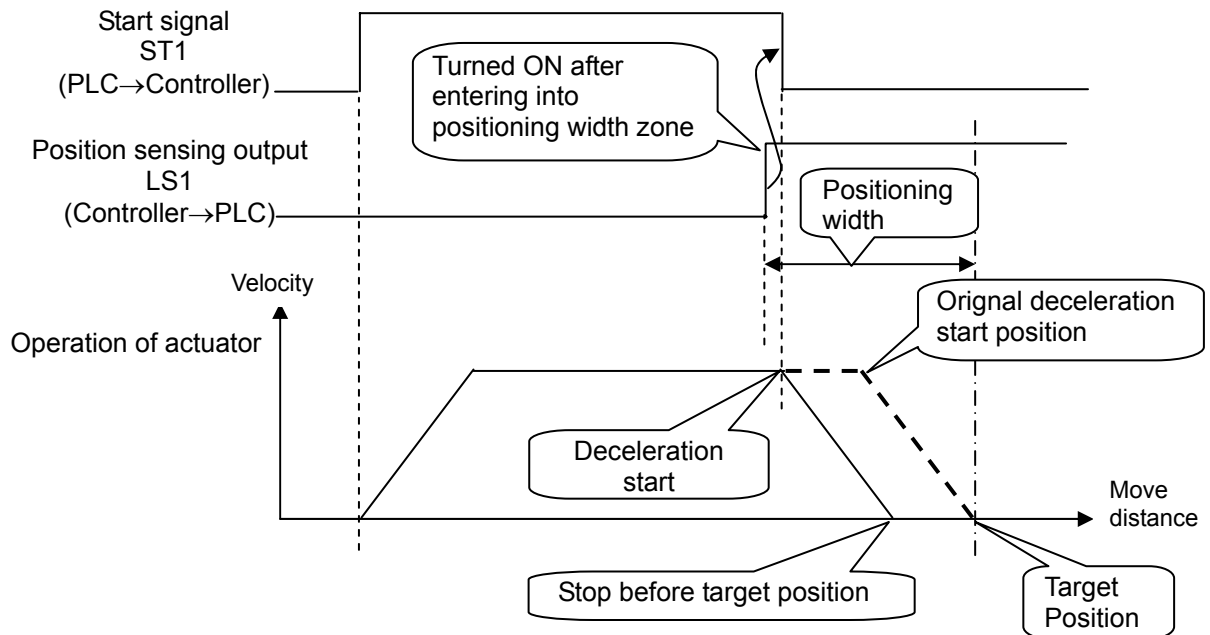 Start signal
ST1
(PLC→Controller)
Turned ON after
entering into
positioning width zone
Position sensing output
LS1
(Controller→PLC)
Positioning
width
Velocity
Orignal deceleration
start position
Operation of actuator
Deceleration
start
Move
distance
Stop before target position
Target
Position